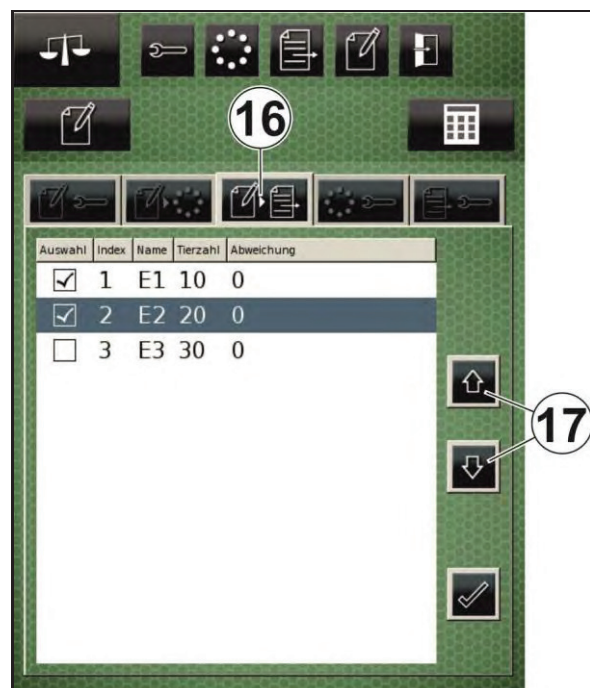 16
Auswahl Index Name Tierzahl Abweichung
1 E1 10 0
2 E2 20 0
3 E3 30 0
17